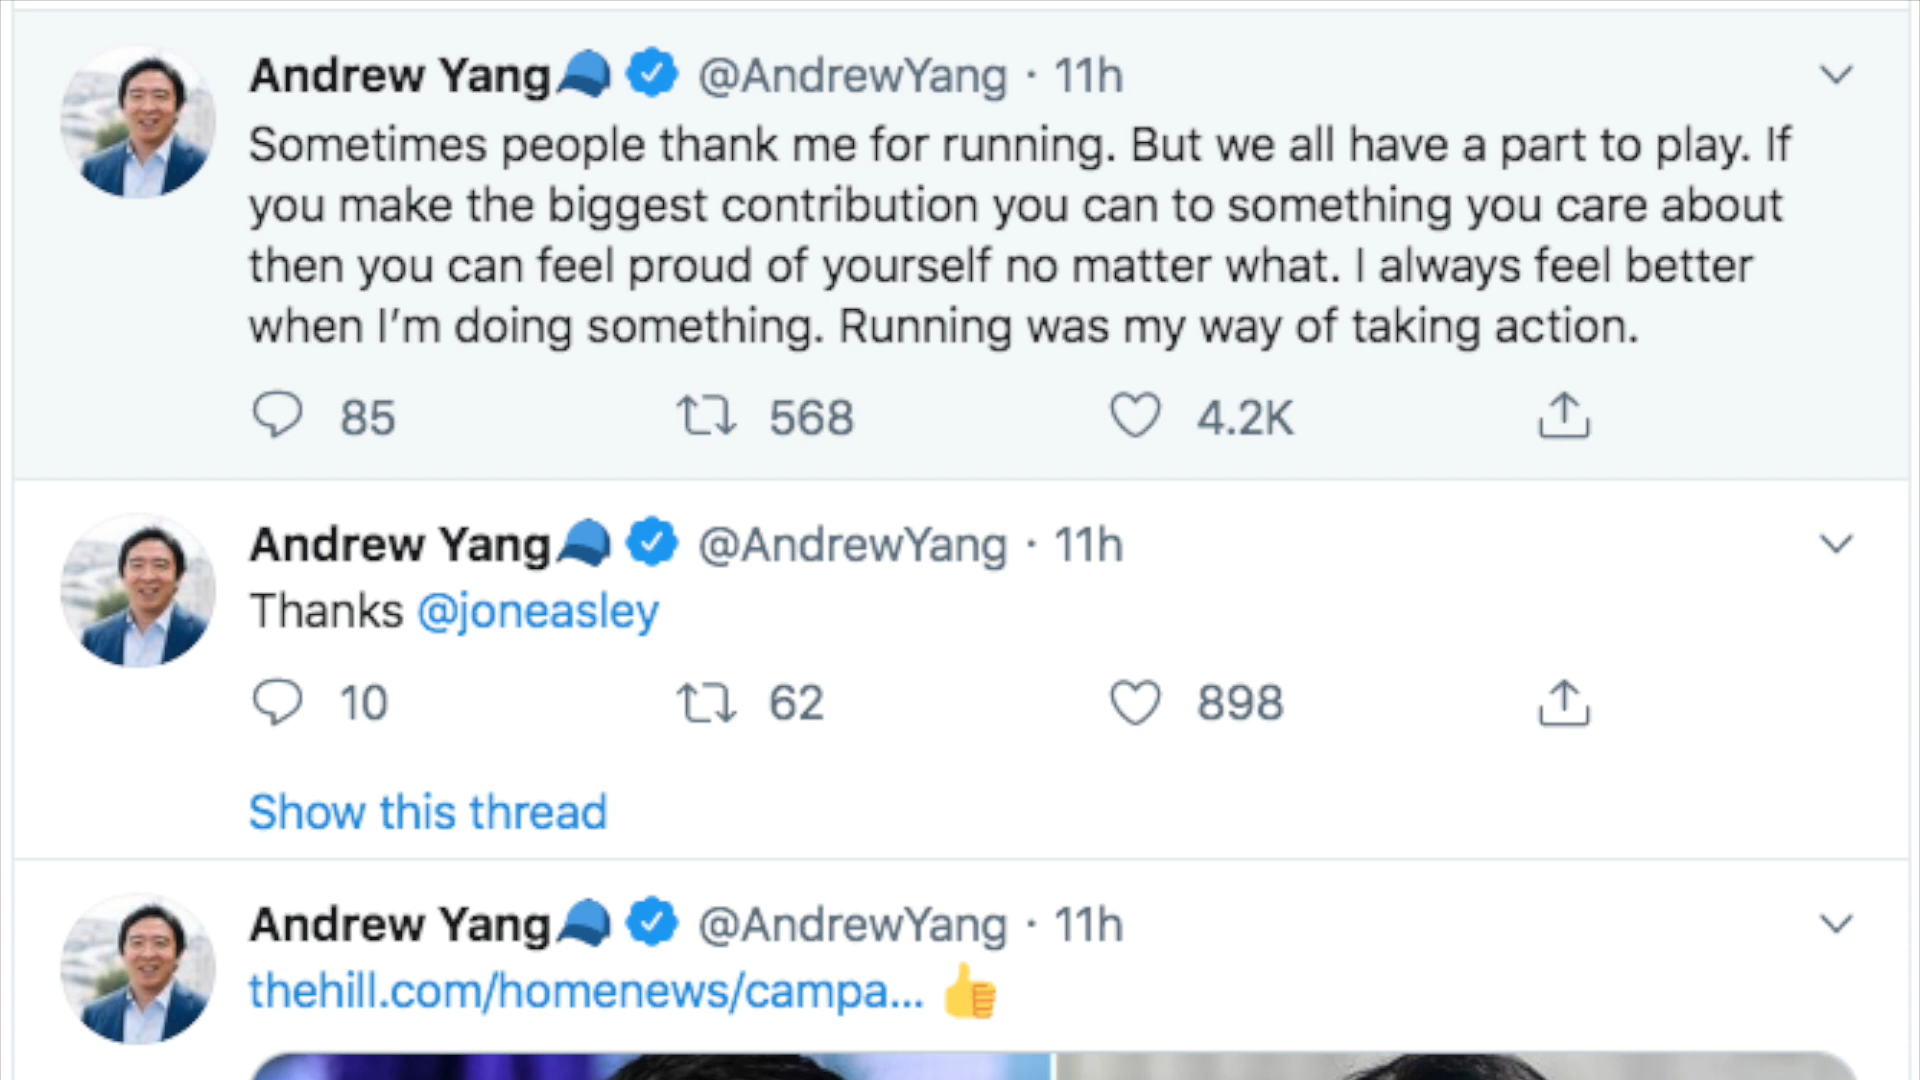 Andrew Yang🧢 @AndrewYang · 11h
Sometimes people thank me for running. But we all have a part to play. If
you make the biggest contribution you can to something you care about
then you can feel proud of yourself no matter what. I always feel better
when I’m doing something. Running was my way of taking action.
85 568 4.2K
Andrew Yang🧢 @AndrewYang · 11h
Thanks @joneasley
10 62 898
Show this thread
Andrew Yang🧢 @AndrewYang · 11h
thehill.com/homenews/campa... 👍